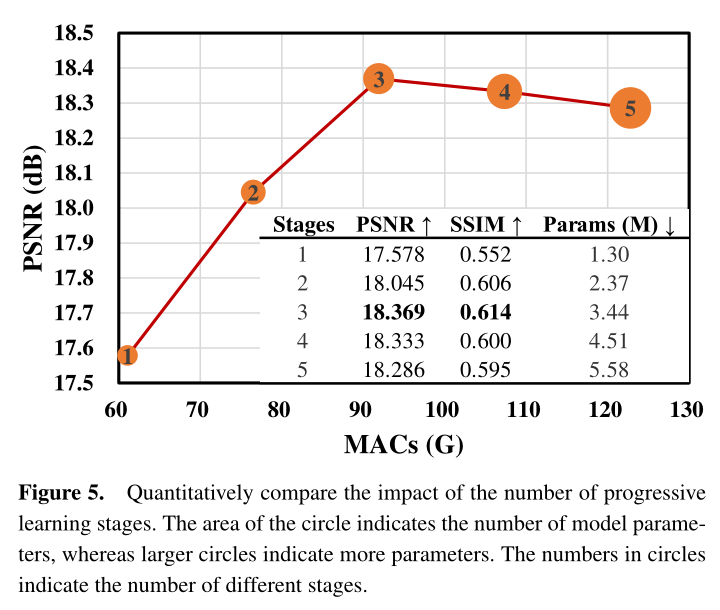 18.5
18.4
18.3
18.2
18.1
18.0
17.9
17.8
17.7
17.6
17.5
PSNR (dB)
1
2
3
4
5
Stages PSNR ↑ SSIM ↑ Params (M) ↓
1 17.578 0.552 1.30
2 18.045 0.606 2.37
3 18.369 0.614 3.44
4 18.333 0.600 4.51
5 18.286 0.595 5.58
60 70 80 90 100 110 120 130
MACs (G)
Figure 5. Quantitatively compare the impact of the number of progressive
learning stages. The area of the circle indicates the number of model parame-
ters, whereas larger circles indicate more parameters. The numbers in circles
indicate the number of different stages.